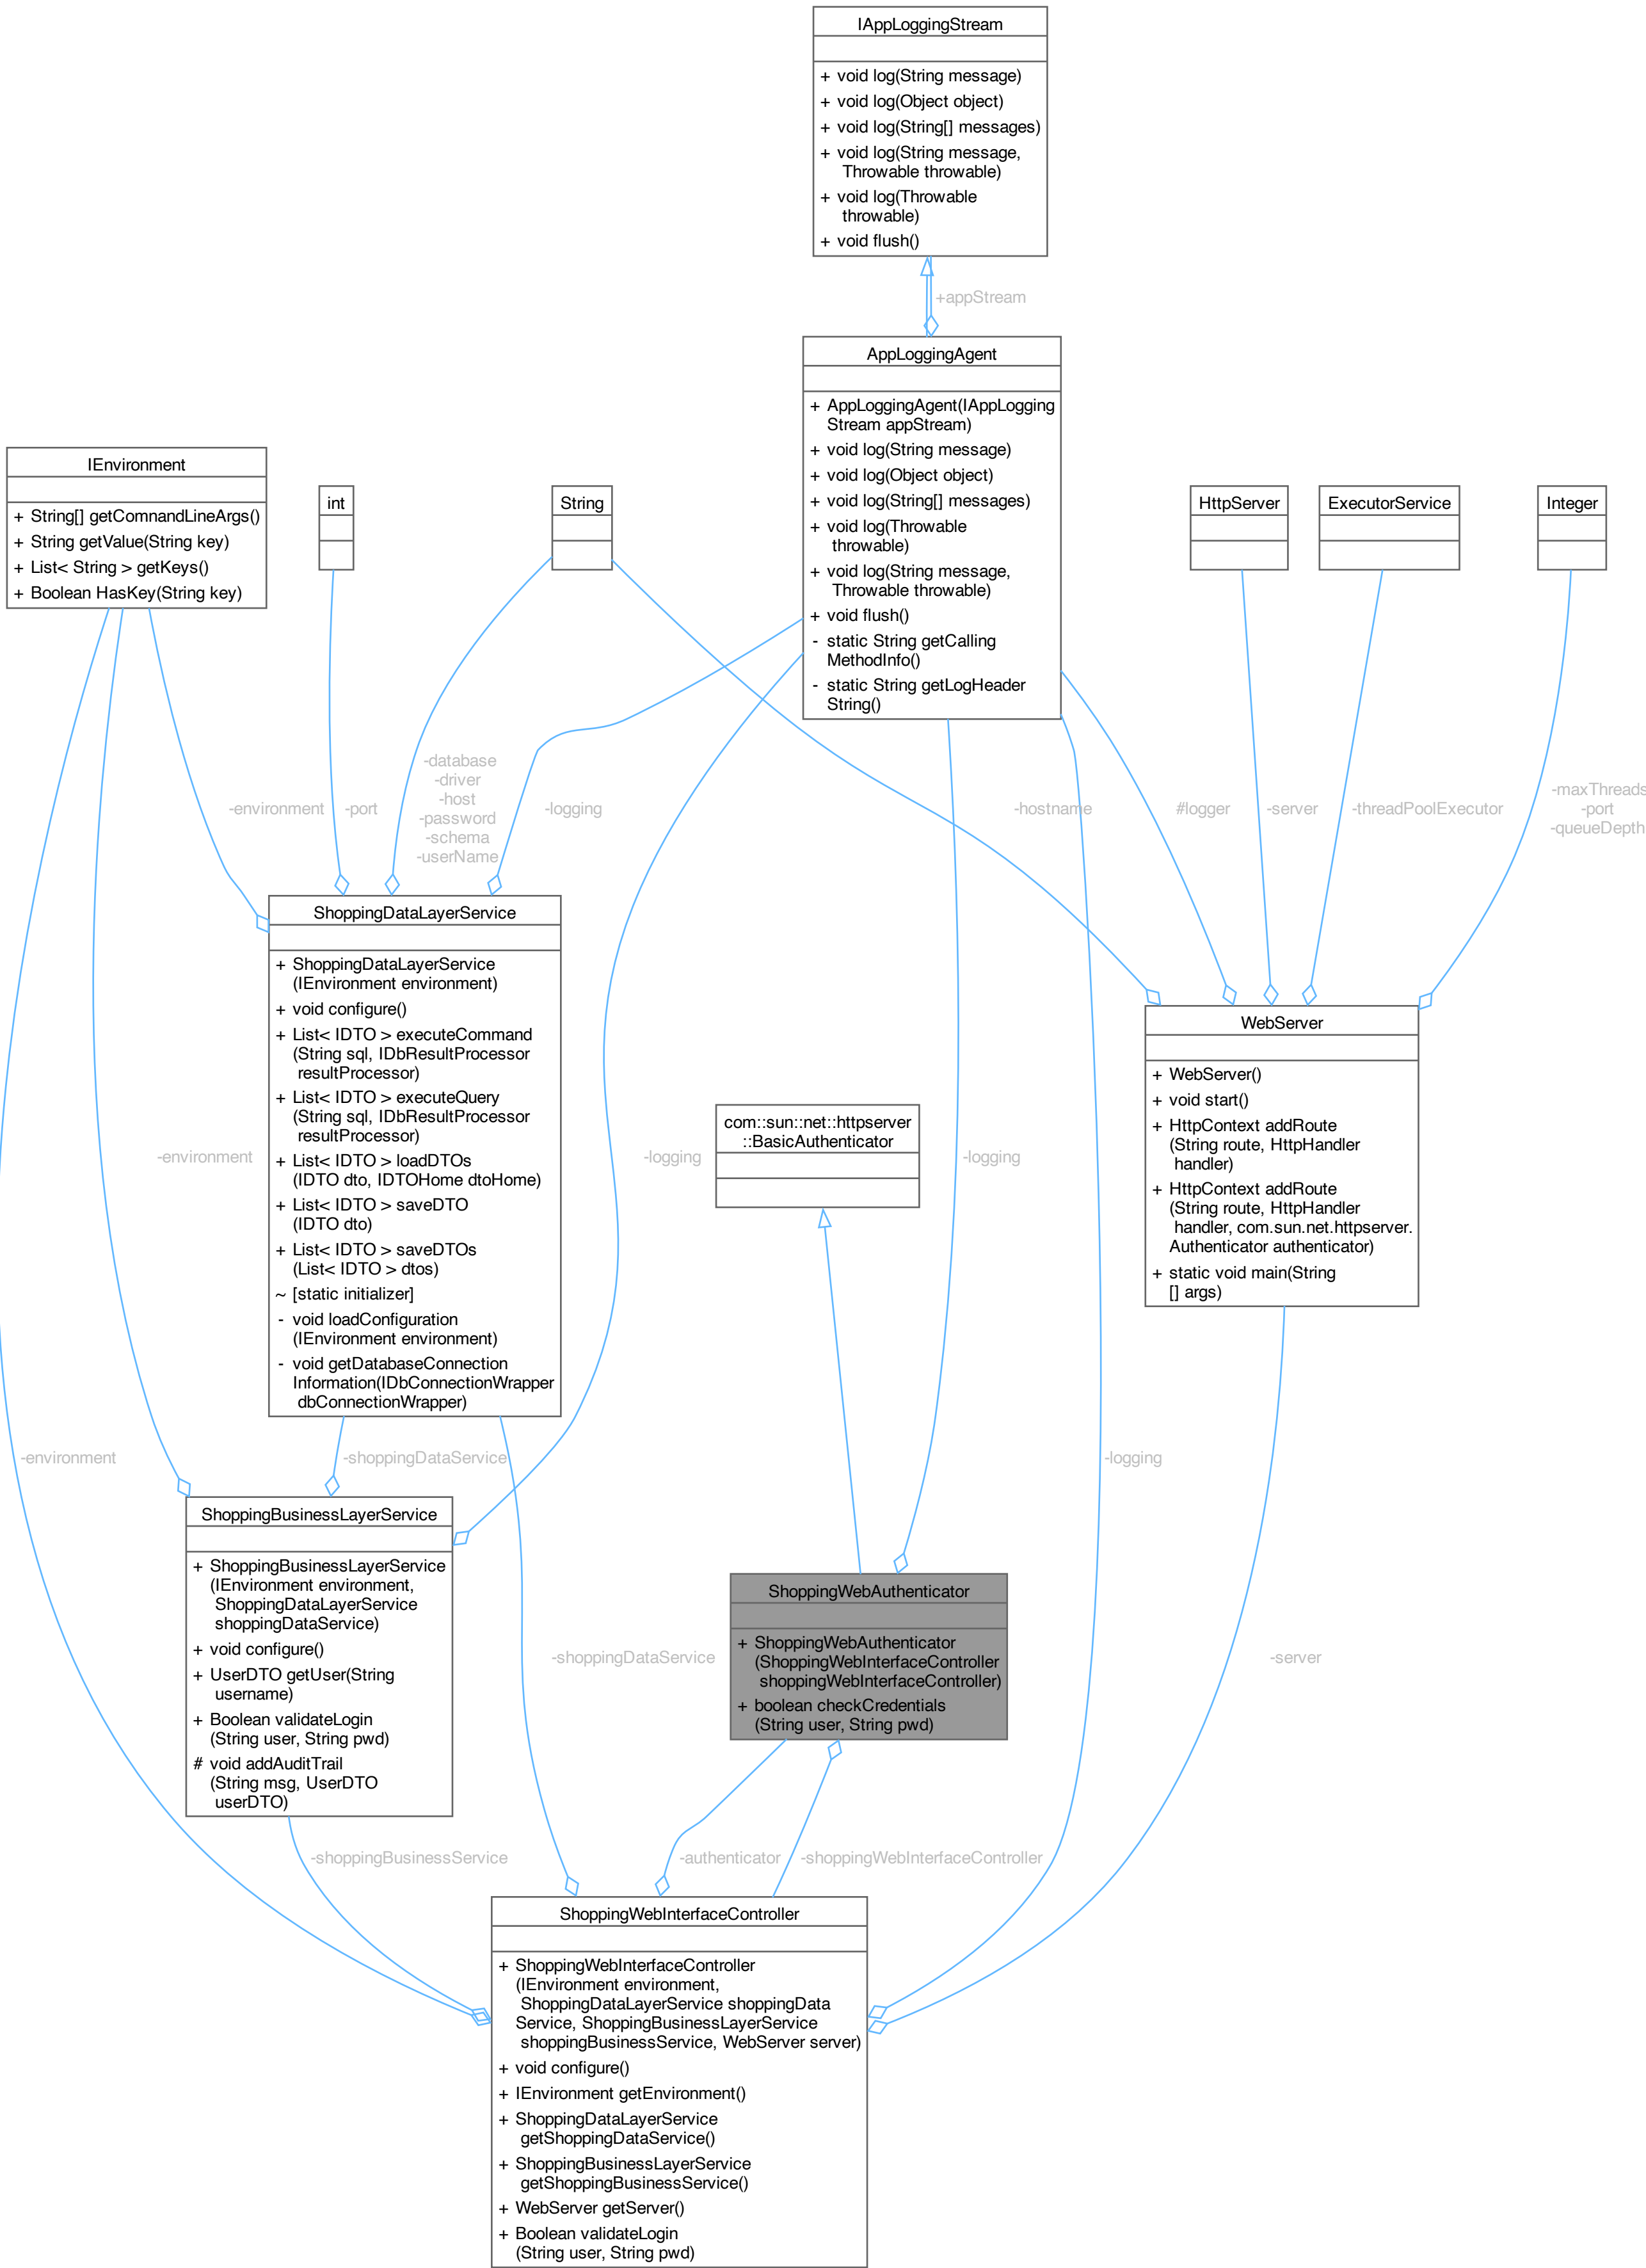 IAppLoggingStream
+ void log(String message)
+ void log(Object object)
+ void log(String[] messages)
+ void log(String message,
Throwable throwable)
+ void log(Throwable
throwable)
+ void flush()
+appStream
AppLoggingAgent
+ AppLoggingAgent(IAppLogging
Stream appStream)
+ void log(String message)
+ void log(Object object)
+ void log(String[] messages)
+ void log(Throwable
throwable)
+ void log(String message,
Throwable throwable)
+ void flush()
- static String getCalling
MethodInfo()
- static String getLogHeader
String()
IEnvironment
+ String[] getComnandLineArgs()
+ String getValue(String key)
+ List< String > getKeys()
+ Boolean HasKey(String key)
int
String
HttpServer
ExecutorService
Integer
-environment
-port
-database
-driver
-host
-password
-schema
-userName
-logging
-hostname
#logger
-server
-threadPoolExecutor
-maxThreads
-port
-queueDepth
ShoppingDataLayerService
+ ShoppingDataLayerService
(IEnvironment environment)
+ void configure()
+ List< IDTO > executeCommand
(String sql, IDbResultProcessor
resultProcessor)
+ List< IDTO > executeQuery
(String sql, IDbResultProcessor
resultProcessor)
+ List< IDTO > loadDTOs
(IDTO dto, IDTOHome dtoHome)
+ List< IDTO > saveDTO
(IDTO dto)
+ List< IDTO > saveDTOs
(List< IDTO > dtos)
~ [static initializer]
- void loadConfiguration
(IEnvironment environment)
- void getDatabaseConnection
Information(IDbConnectionWrapper
dbConnectionWrapper)
WebServer
+ WebServer()
+ void start()
+ HttpContext addRoute
(String route, HttpHandler
handler)
+ HttpContext addRoute
(String route, HttpHandler
handler, com.sun.net.httpserver.
Authenticator authenticator)
+ static void main(String
[] args)
com::sun::net::httpserver
::BasicAuthenticator
-environment
-logging
-logging
-environment
-shoppingDataService
-logging
ShoppingBusinessLayerService
+ ShoppingBusinessLayerService
(IEnvironment environment,
ShoppingDataLayerService
shoppingDataService)
+ void configure()
+ UserDTO getUser(String
username)
+ Boolean validateLogin
(String user, String pwd)
# void addAuditTrail
(String msg, UserDTO
userDTO)
-shoppingDataService
ShoppingWebAuthenticator
+ ShoppingWebAuthenticator
(ShoppingWebInterfaceController
shoppingWebInterfaceController)
+ boolean checkCredentials
(String user, String pwd)
-server
-shoppingBusinessService
-authenticator
-shoppingWebInterfaceController
ShoppingWebInterfaceController
+ ShoppingWebInterfaceController
(IEnvironment environment,
ShoppingDataLayerService shoppingData
Service, ShoppingBusinessLayerService
shoppingBusinessService, WebServer server)
+ void configure()
+ IEnvironment getEnvironment()
+ ShoppingDataLayerService
getShoppingDataService()
+ ShoppingBusinessLayerService
getShoppingBusinessService()
+ WebServer getServer()
+ Boolean validateLogin
(String user, String pwd)